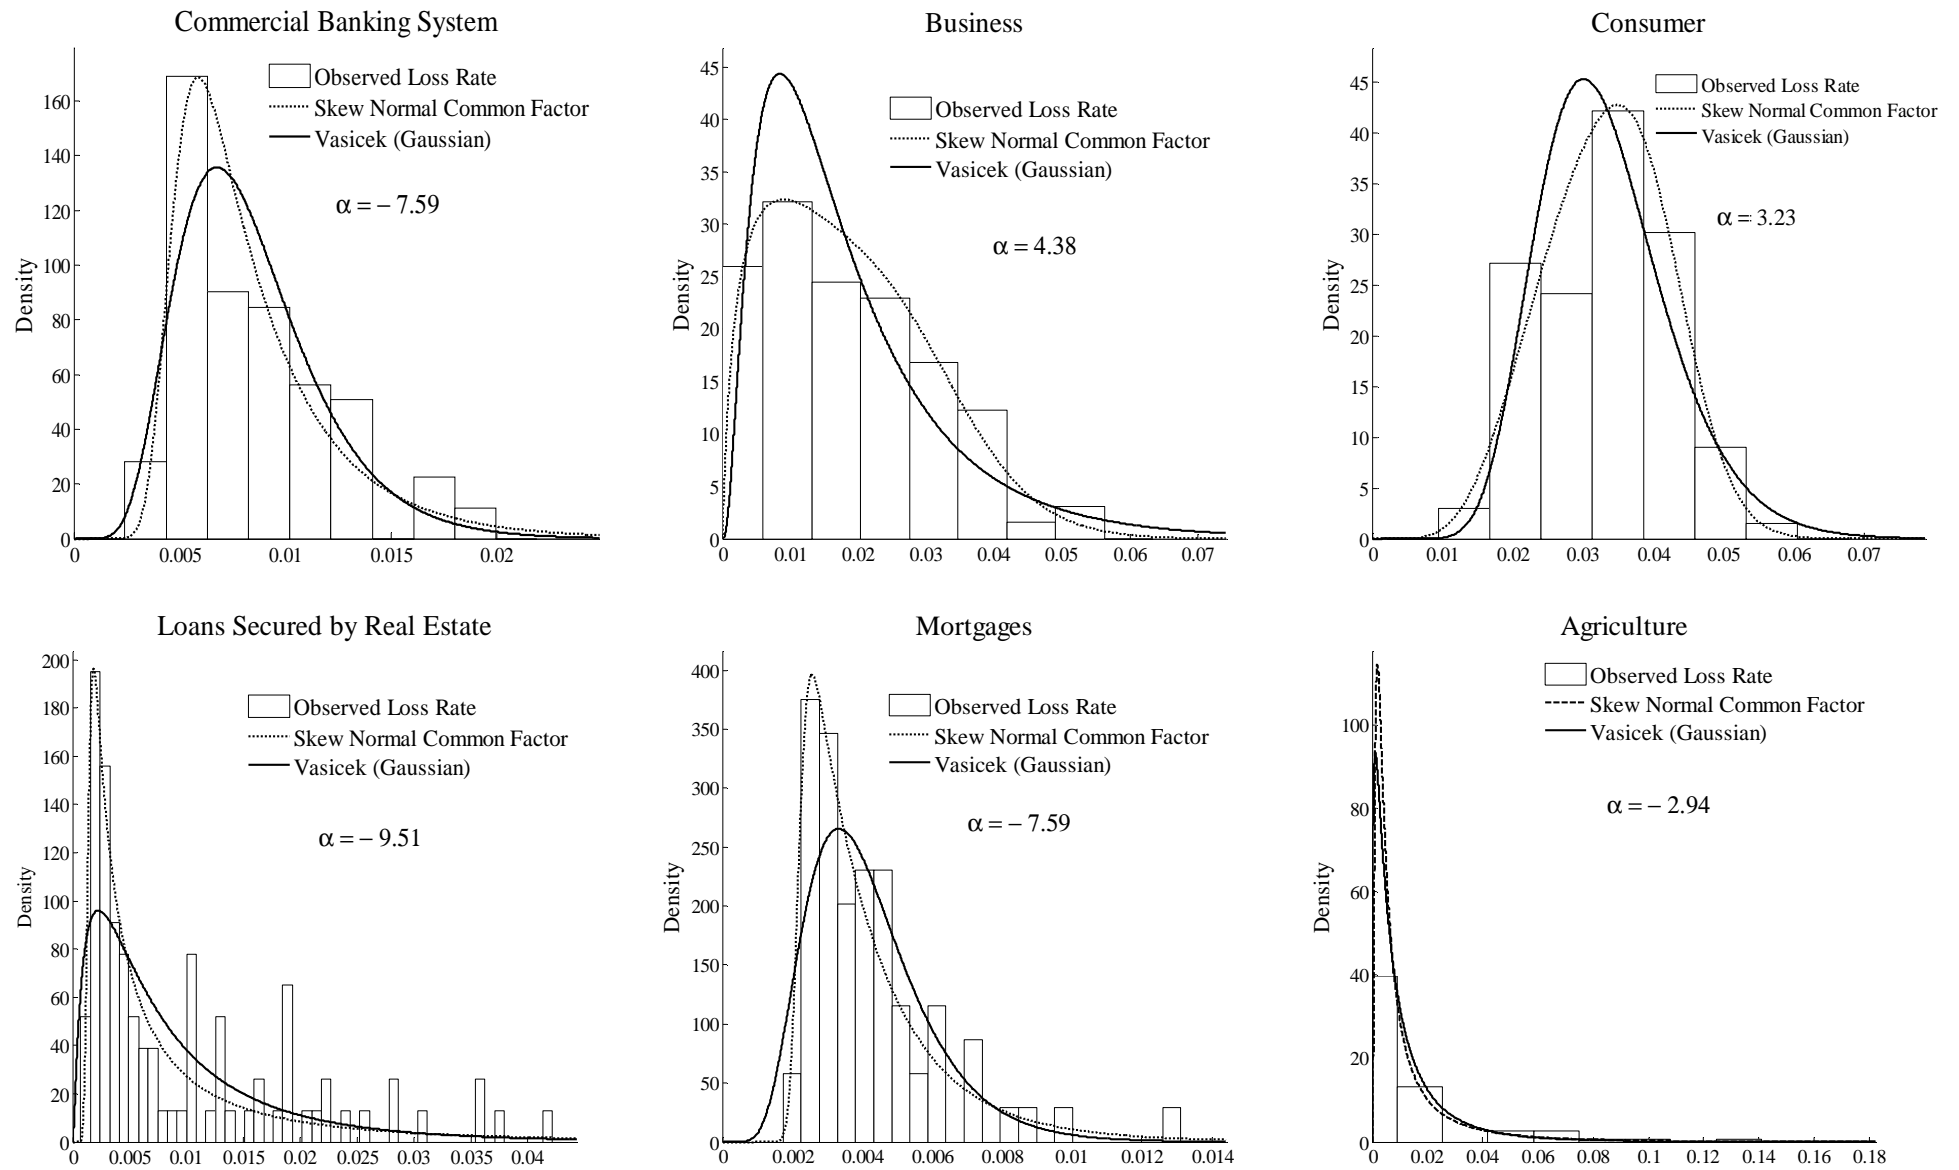 Commercial Banking System
Observed Loss Rate
Skew Normal Common Factor
Vasicek (Gaussian)
α = − 7.59
Density
160
140
120
100
80
60
40
20
0
0 0.005 0.01 0.015 0.02
Business
Observed Loss Rate
Skew Normal Common Factor
Vasicek (Gaussian)
α = 4.38
Density
45
40
35
30
25
20
15
10
5
0
0 0.01 0.02 0.03 0.04 0.05 0.06 0.07
Consumer
Observed Loss Rate
Skew Normal Common Factor
Vasicek (Gaussian)
α = 3.23
Density
45
40
35
30
25
20
15
10
5
0
0 0.01 0.02 0.03 0.04 0.05 0.06 0.07
Loans Secured by Real Estate
Observed Loss Rate
Skew Normal Common Factor
Vasicek (Gaussian)
α = − 9.51
Density
200
180
160
140
120
100
80
60
40
20
0
0 0.005 0.01 0.015 0.02 0.025 0.03 0.035 0.04
Mortgages
Observed Loss Rate
Skew Normal Common Factor
Vasicek (Gaussian)
α = − 7.59
Density
400
350
300
250
200
150
100
50
0
0 0.002 0.004 0.006 0.008 0.01 0.012 0.014
Agriculture
Observed Loss Rate
Skew Normal Common Factor
Vasicek (Gaussian)
α = − 2.94
Density
100
80
60
40
20
0
0 0.02 0.04 0.06 0.08 0.1 0.12 0.14 0.16 0.18